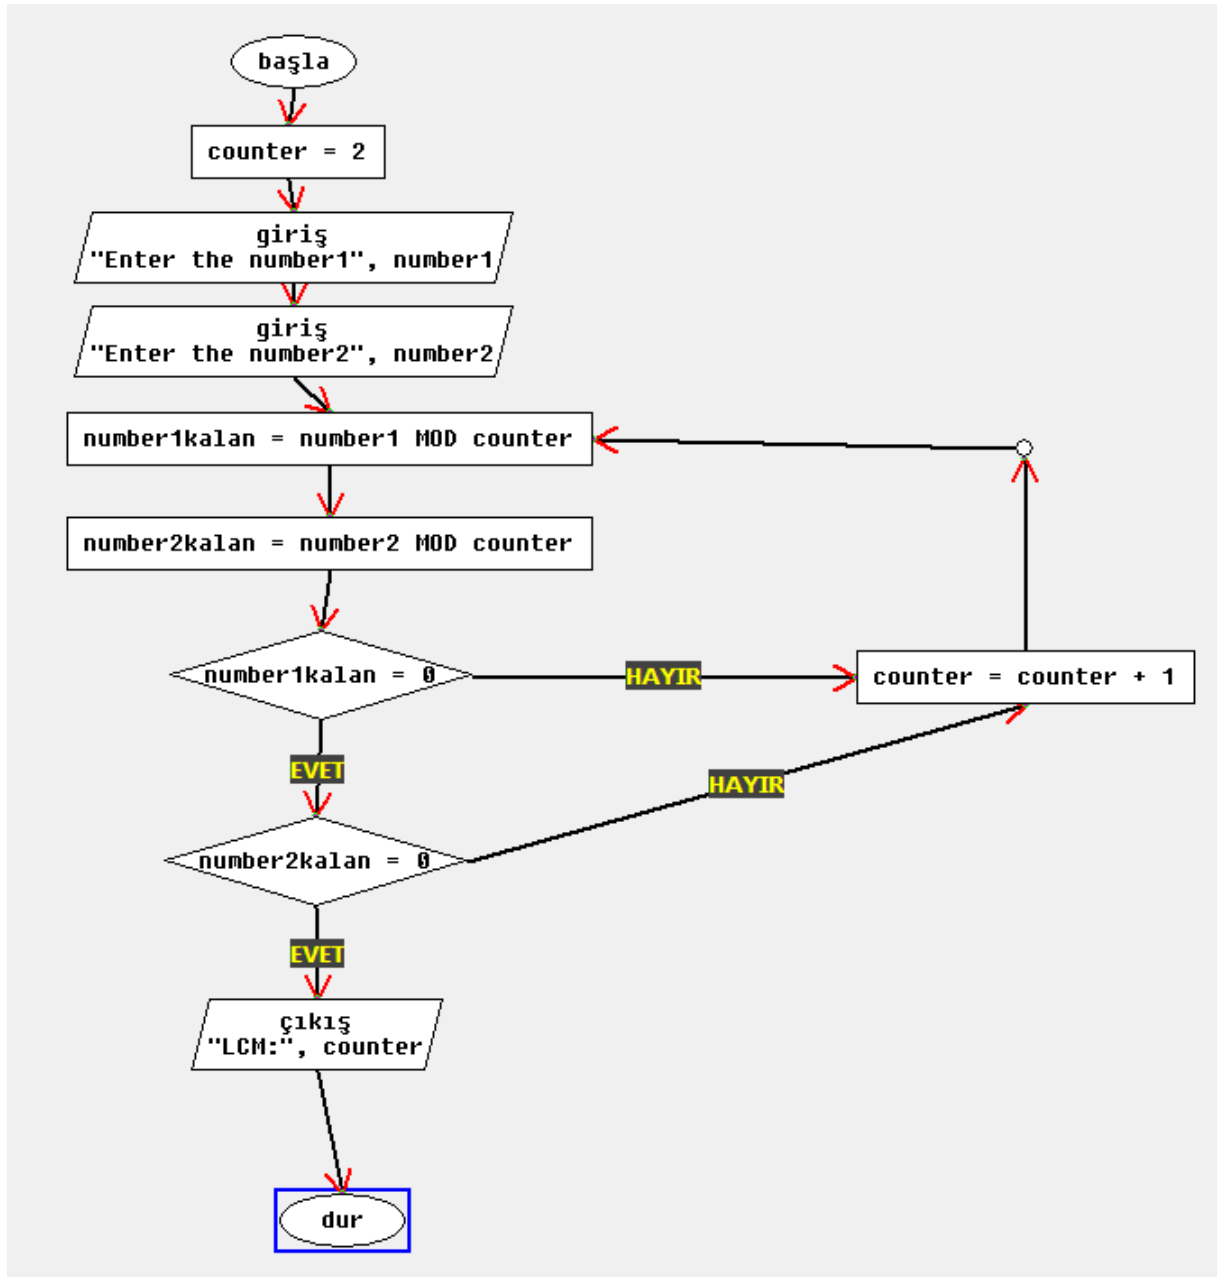 başla
counter = 2
giriş
"Enter the number1", number1
giriş
"Enter the number2", number2
number1kalan = number1 MOD counter
number2kalan = number2 MOD counter
number1kalan = 0
HAYIR
counter = counter + 1
EVET
HAYIR
number2kalan = 0
EVET
çıkış
"LCM:", counter
dur